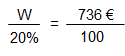 W = 736 €
20% 100